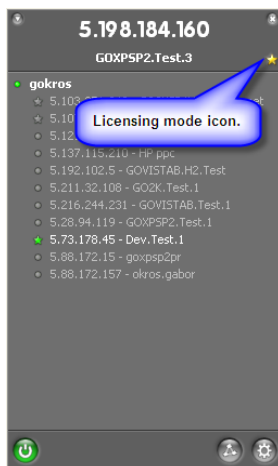 5.198.184.160
GOXPSP2.Test.3
gokros
Licensing mode icon.
5.137.115.210 - HP ppc
5.192.102.5 - GOVISTAB.H2.Test
5.211.32.108 - GO2K.Test.1
5.216.244.231 - GOVISTAB.Test.1
5.28.94.119 - GOXPSP2.Test.1
5.73.178.45 - Dev.Test.1
5.88.172.15 - goxpsp2pr
5.88.172.157 - okros.gabor